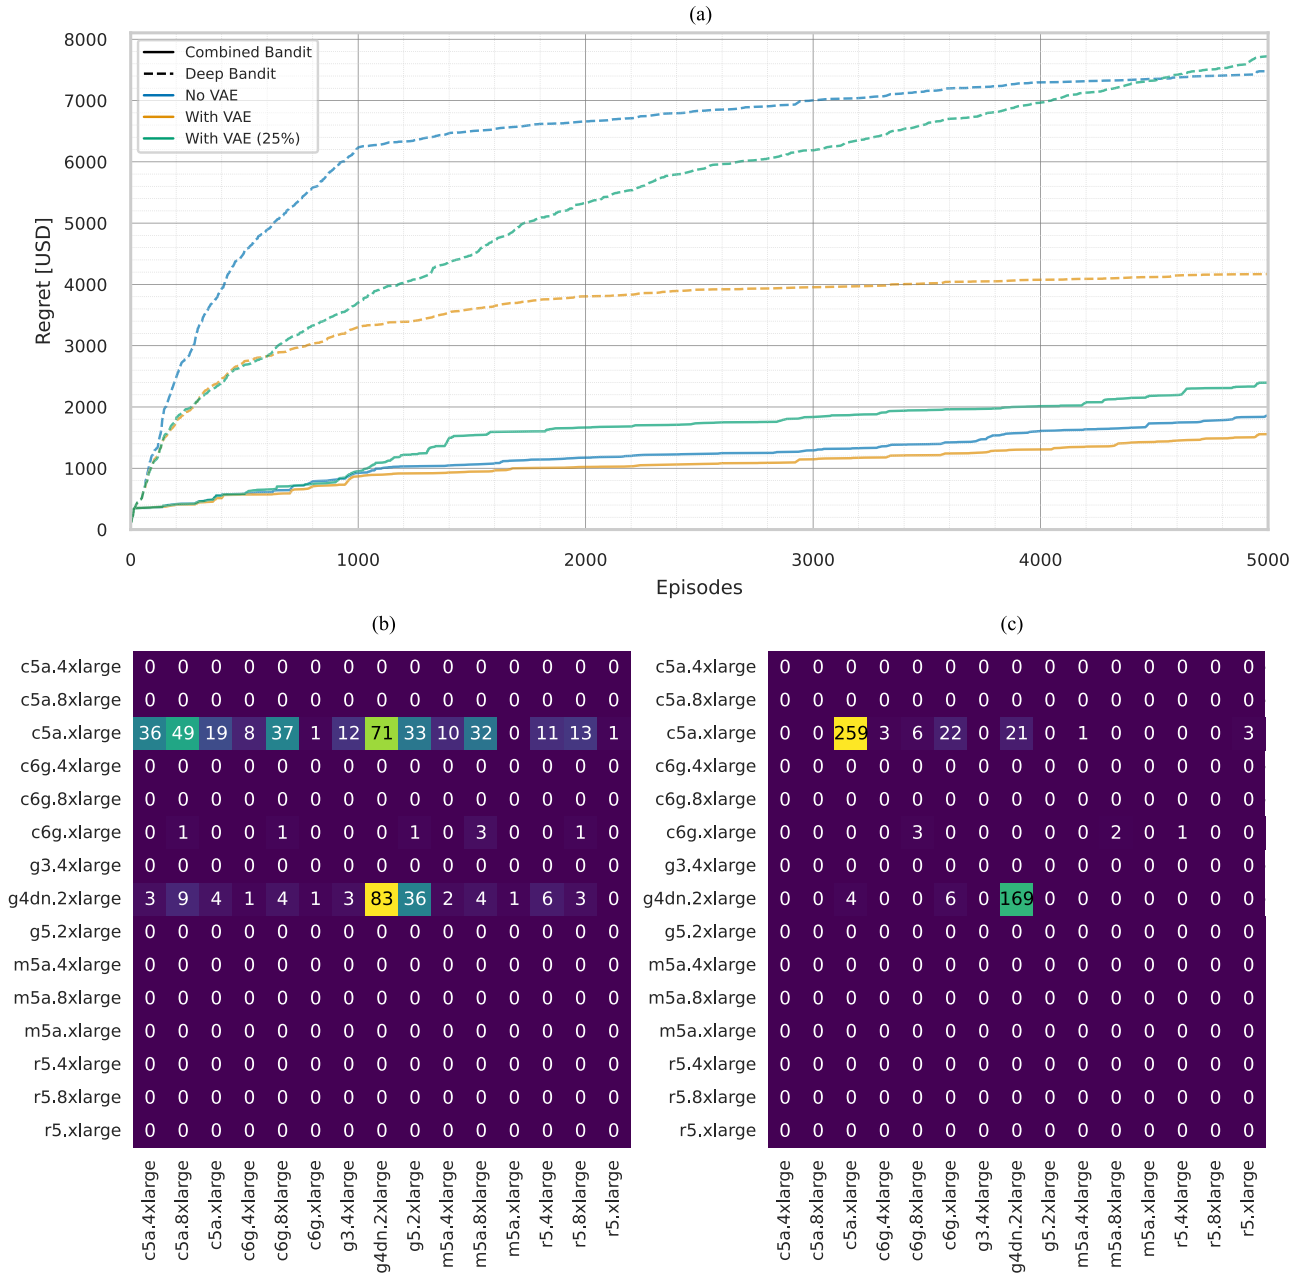 (a)
8000
7000
6000
5000
4000
3000
2000
1000
0
Regret [USD]
Combined Bandit
Deep Bandit
No VAE
With VAE
With VAE (25%)
0 1000 2000 3000 4000 5000
Episodes
(b)
c5a.4xlarge 0 0 0 0 0 0 0 0 0 0 0 0 0 0 0
c5a.8xlarge 0 0 0 0 0 0 0 0 0 0 0 0 0 0 0
c5a.xlarge 36 49 19 8 37 1 12 71 33 10 32 0 11 13 1
c6g.4xlarge 0 0 0 0 0 0 0 0 0 0 0 0 0 0 0
c6g.8xlarge 0 0 0 0 0 0 0 0 0 0 0 0 0 0 0
c6g.xlarge 0 1 0 0 1 0 0 0 1 0 3 0 0 1 0
g3.4xlarge 0 0 0 0 0 0 0 0 0 0 0 0 0 0 0
g4dn.2xlarge 3 9 4 1 4 1 3 83 36 2 4 1 6 3 0
g5.2xlarge 0 0 0 0 0 0 0 0 0 0 0 0 0 0 0
m5a.4xlarge 0 0 0 0 0 0 0 0 0 0 0 0 0 0 0
m5a.8xlarge 0 0 0 0 0 0 0 0 0 0 0 0 0 0 0
m5a.xlarge 0 0 0 0 0 0 0 0 0 0 0 0 0 0 0
r5.4xlarge 0 0 0 0 0 0 0 0 0 0 0 0 0 0 0
r5.8xlarge 0 0 0 0 0 0 0 0 0 0 0 0 0 0 0
r5.xlarge 0 0 0 0 0 0 0 0 0 0 0 0 0 0 0
c5a.4xlarge
c5a.8xlarge
c5a.xlarge
c6g.4xlarge
c6g.8xlarge
c6g.xlarge
g3.4xlarge
g4dn.2xlarge
g5.2xlarge
m5a.4xlarge
m5a.8xlarge
m5a.xlarge
r5.4xlarge
r5.8xlarge
r5.xlarge
(c)
c5a.4xlarge 0 0 0 0 0 0 0 0 0 0 0 0 0 0 0
c5a.8xlarge 0 0 0 0 0 0 0 0 0 0 0 0 0 0 0
c5a.xlarge 0 0 259 3 6 22 0 21 0 1 0 0 0 0 3
c6g.4xlarge 0 0 0 0 0 0 0 0 0 0 0 0 0 0 0
c6g.8xlarge 0 0 0 0 0 0 0 0 0 0 0 0 0 0 0
c6g.xlarge 0 0 0 0 3 0 0 0 0 0 2 0 1 0 0
g3.4xlarge 0 0 0 0 0 0 0 0 0 0 0 0 0 0 0
g4dn.2xlarge 0 0 4 0 0 6 0 169 0 0 0 0 0 0 0
g5.2xlarge 0 0 0 0 0 0 0 0 0 0 0 0 0 0 0
m5a.4xlarge 0 0 0 0 0 0 0 0 0 0 0 0 0 0 0
m5a.8xlarge 0 0 0 0 0 0 0 0 0 0 0 0 0 0 0
m5a.xlarge 0 0 0 0 0 0 0 0 0 0 0 0 0 0 0
r5.4xlarge 0 0 0 0 0 0 0 0 0 0 0 0 0 0 0
r5.8xlarge 0 0 0 0 0 0 0 0 0 0 0 0 0 0 0
r5.xlarge 0 0 0 0 0 0 0 0 0 0 0 0 0 0 0
c5a.4xlarge
c5a.8xlarge
c5a.xlarge
c6g.4xlarge
c6g.8xlarge
c6g.xlarge
g3.4xlarge
g4dn.2xlarge
g5.2xlarge
m5a.4xlarge
m5a.8xlarge
m5a.xlarge
r5.4xlarge
r5.8xlarge
r5.xlarge